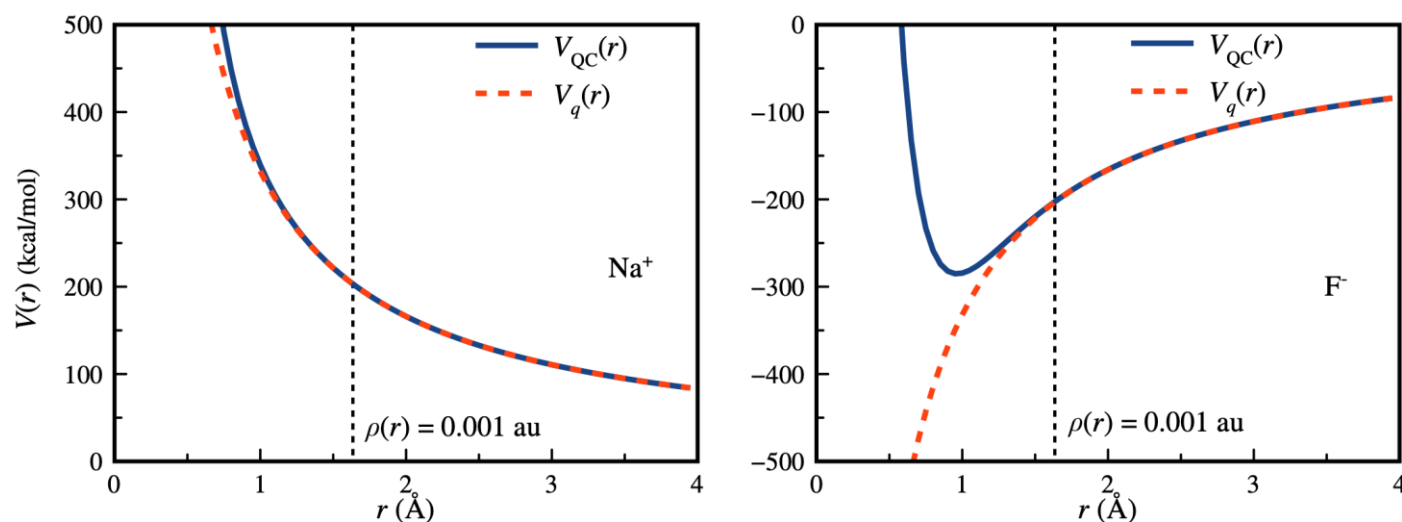 V(r) (kcal/mol)
500
400
300
200
100
0
0
1
2
3
4
r (Å)
V_QC(r)
V_q(r)
Na⁺
ρ(r) = 0.001 au
-0
−100
−200
−300
−400
−500
0
1
2
3
4
r (Å)
V_QC(r)
V_q(r)
F⁻
ρ(r) = 0.001 au